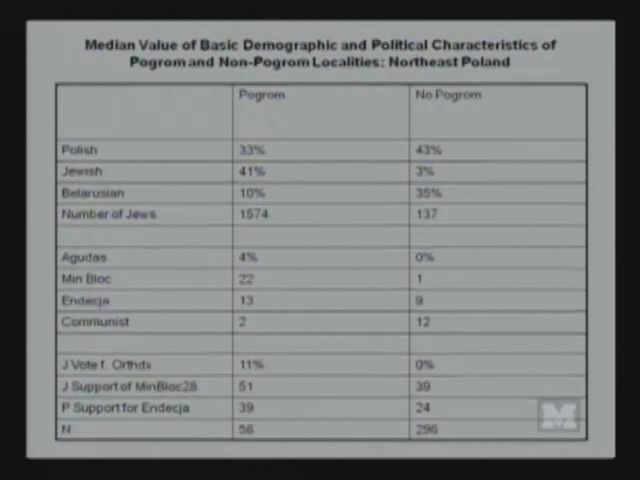 Median Value of Basic Demographic and Political Characteristics of
Pogrom and Non-Pogrom Localities: Northeast Poland
Pogrom No Pogrom
Polish 33% 43%
Jewish 41% 3%
Belarusian 10% 35%
Number of Jews 1574 137
Agudas 4% 0%
Min Bloc 22 1
Endecja 13 9
Communist 2 12
J Vote f. Orthdx 11% 0%
J Support of MinBloc28 51 39
P Support for Endecja 39 24
N 56 296
M